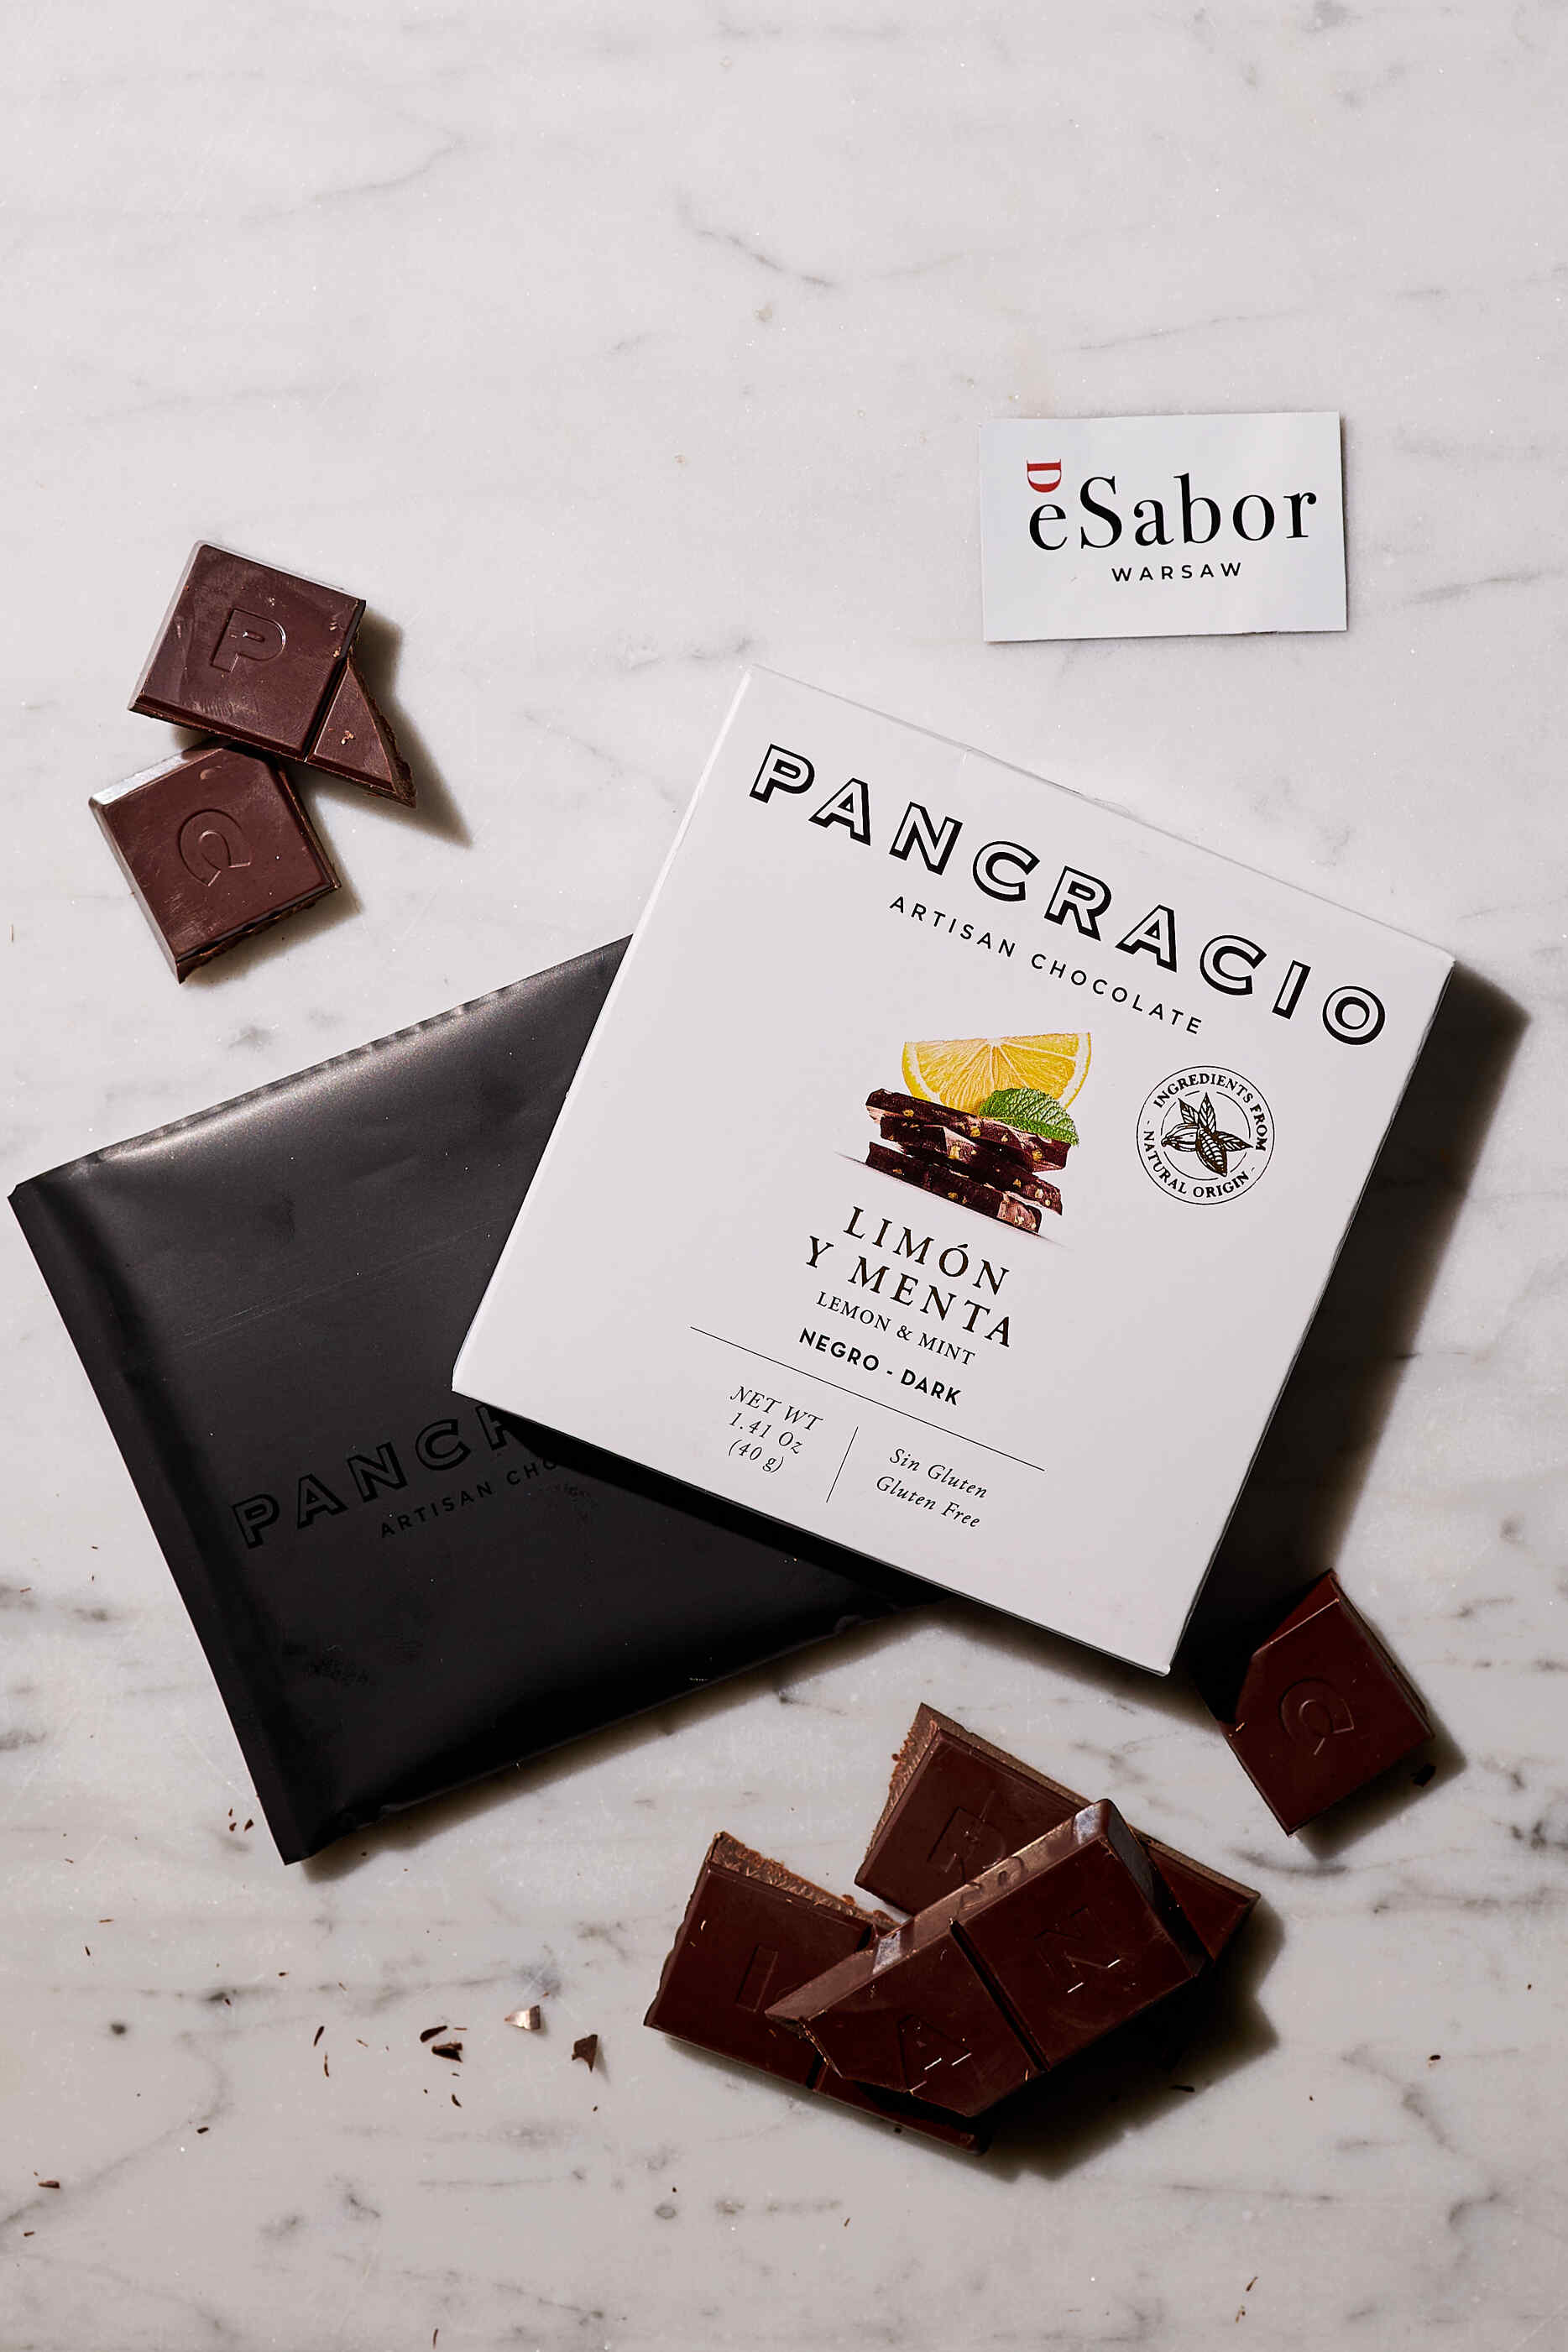 DeSabor
WARSAW
PANCRACIO
ARTISAN CHOCOLATE
INGREDIENTS FROM
- NATURAL ORIGIN -
LIMÓN
Y MENTA
LEMON & MINT
NEGRO - DARK
NET WT
1.41 Oz
(40 g)
Sin Gluten
Gluten Free
PANCR
ARTISAN CHO
P
Q
Q
R
I
A N